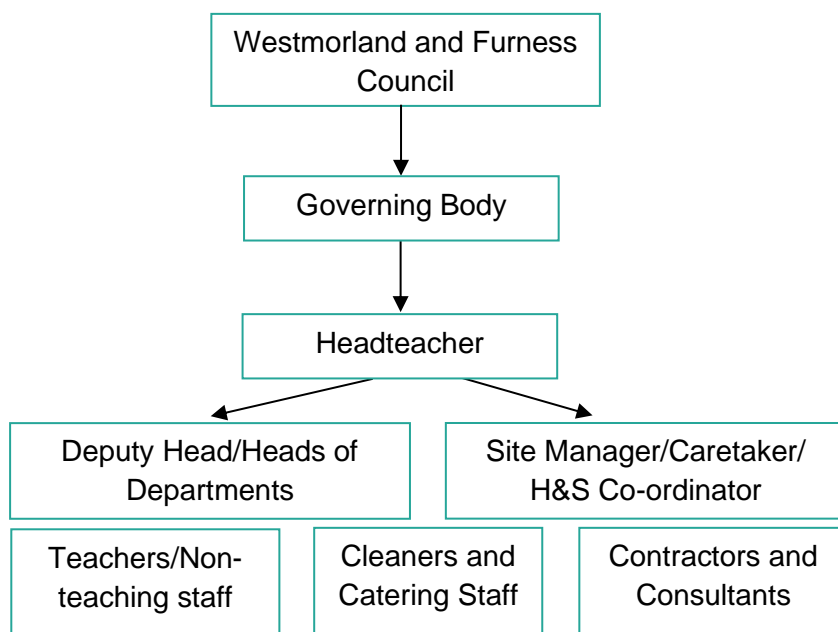 Westmorland and Furness
Council
Governing Body
Headteacher
Deputy Head/Heads of
Departments
Site Manager/Caretaker/
H&S Co-ordinator
Teachers/Non-
teaching staff
Cleaners and
Catering Staff
Contractors and
Consultants